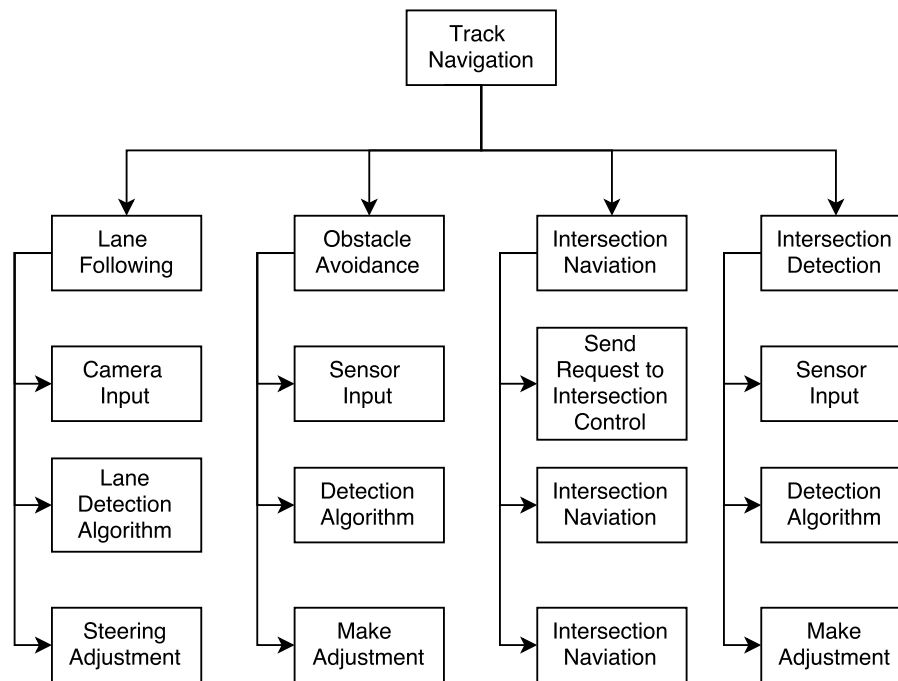 Track
Navigation
Lane
Following
Obstacle
Avoidance
Intersection
Naviation
Intersection
Detection
Camera
Input
Sensor
Input
Send
Request to
Intersection
Control
Sensor
Input
Lane
Detection
Algorithm
Detection
Algorithm
Intersection
Naviation
Detection
Algorithm
Steering
Adjustment
Make
Adjustment
Intersection
Naviation
Make
Adjustment